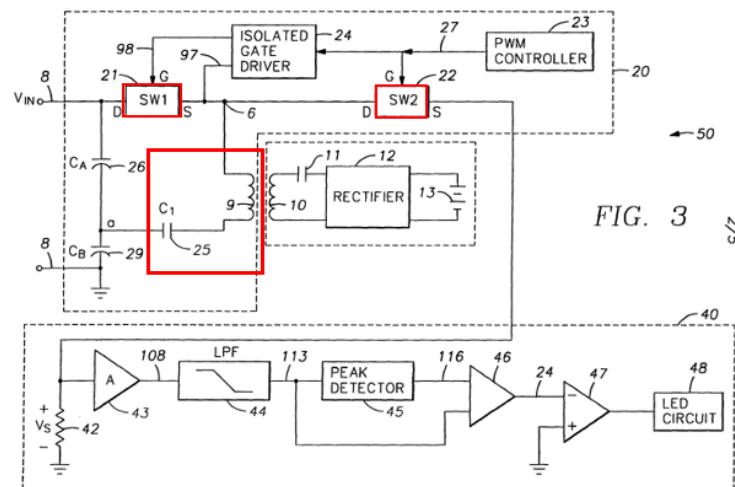 98
97
ISOLATED
GATE
DRIVER
24
27
23
PWM
CONTROLLER
8
21
G
SW1
D
S
6
G
22
SW2
D
S
20
50
VIN
CA
26
11
12
RECTIFIER
13
9
10
C1
25
a
CB
29
8
FIG. 3
2/5
40
108
LPF
113
PEAK
DETECTOR
116
46
24
47
48
LED
CIRCUIT
A
43
44
45
+
VS
-
42
-
+